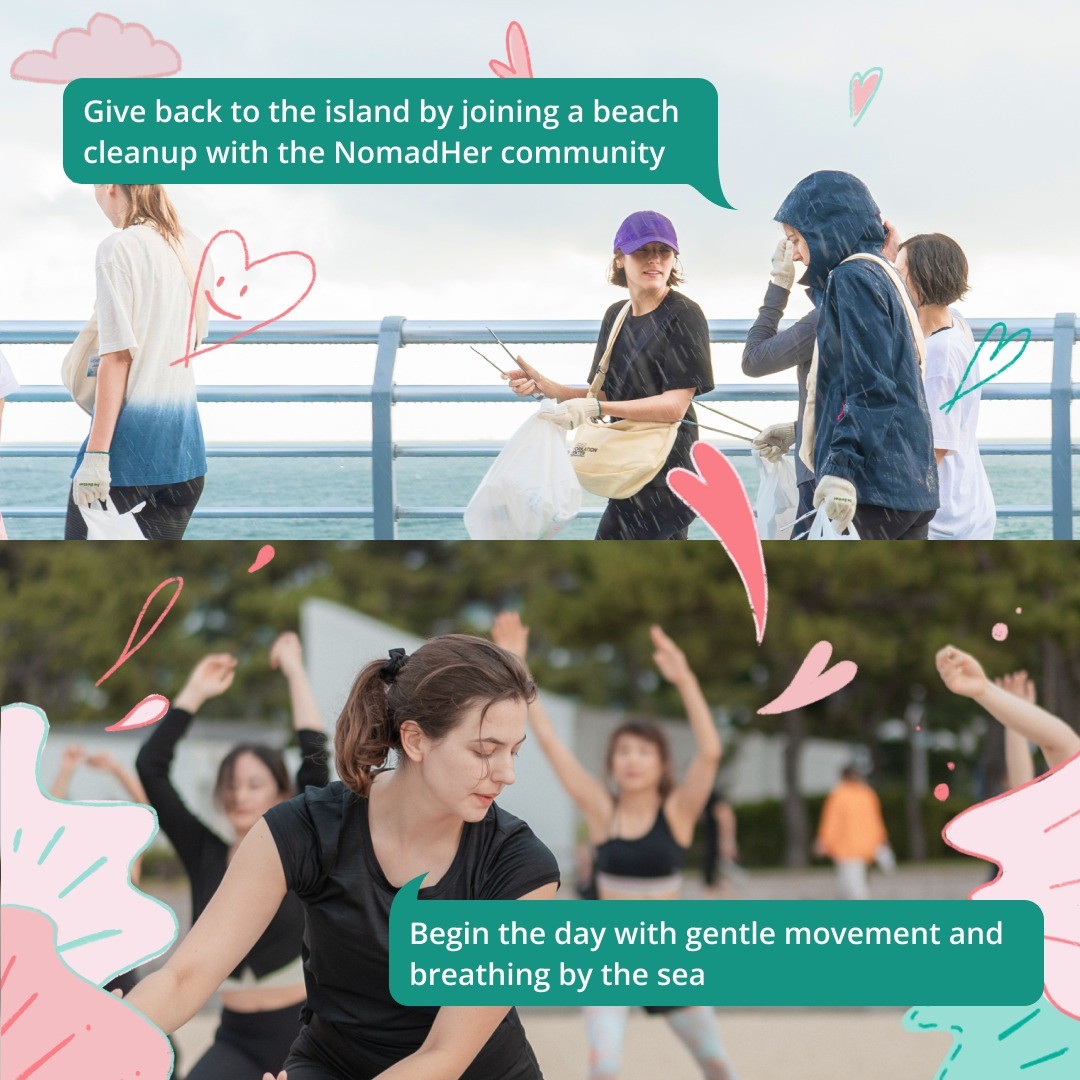 Give back to the island by joining a beach
cleanup with the NomadHer community
Begin the day with gentle movement and
breathing by the sea